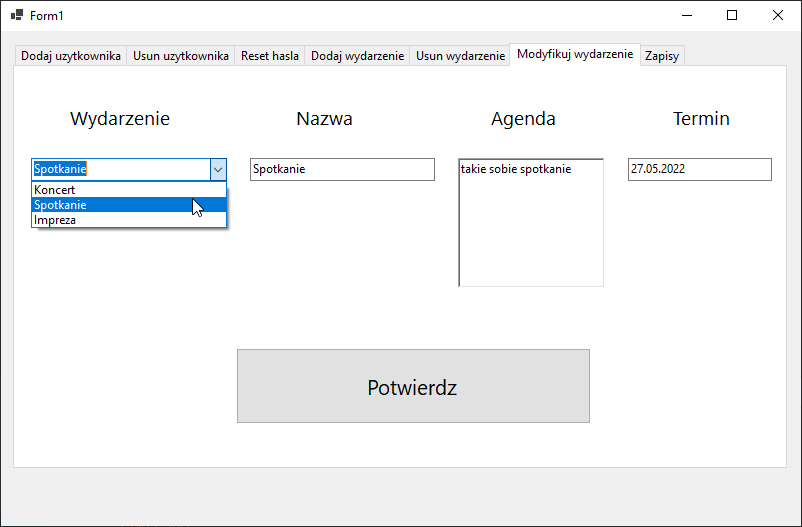 Form1
Dodaj uzytkownika Usun uzytkownika Reset hasla Dodaj wydarzenie Usun wydarzenie Modyfikuj wydarzenie Zapisy
Wydarzenie Nazwa Agenda Termin
Spotkanie Spotkanie takie sobie spotkanie 27.05.2022
Koncert
Spotkanie
Impreza
Potwierdz